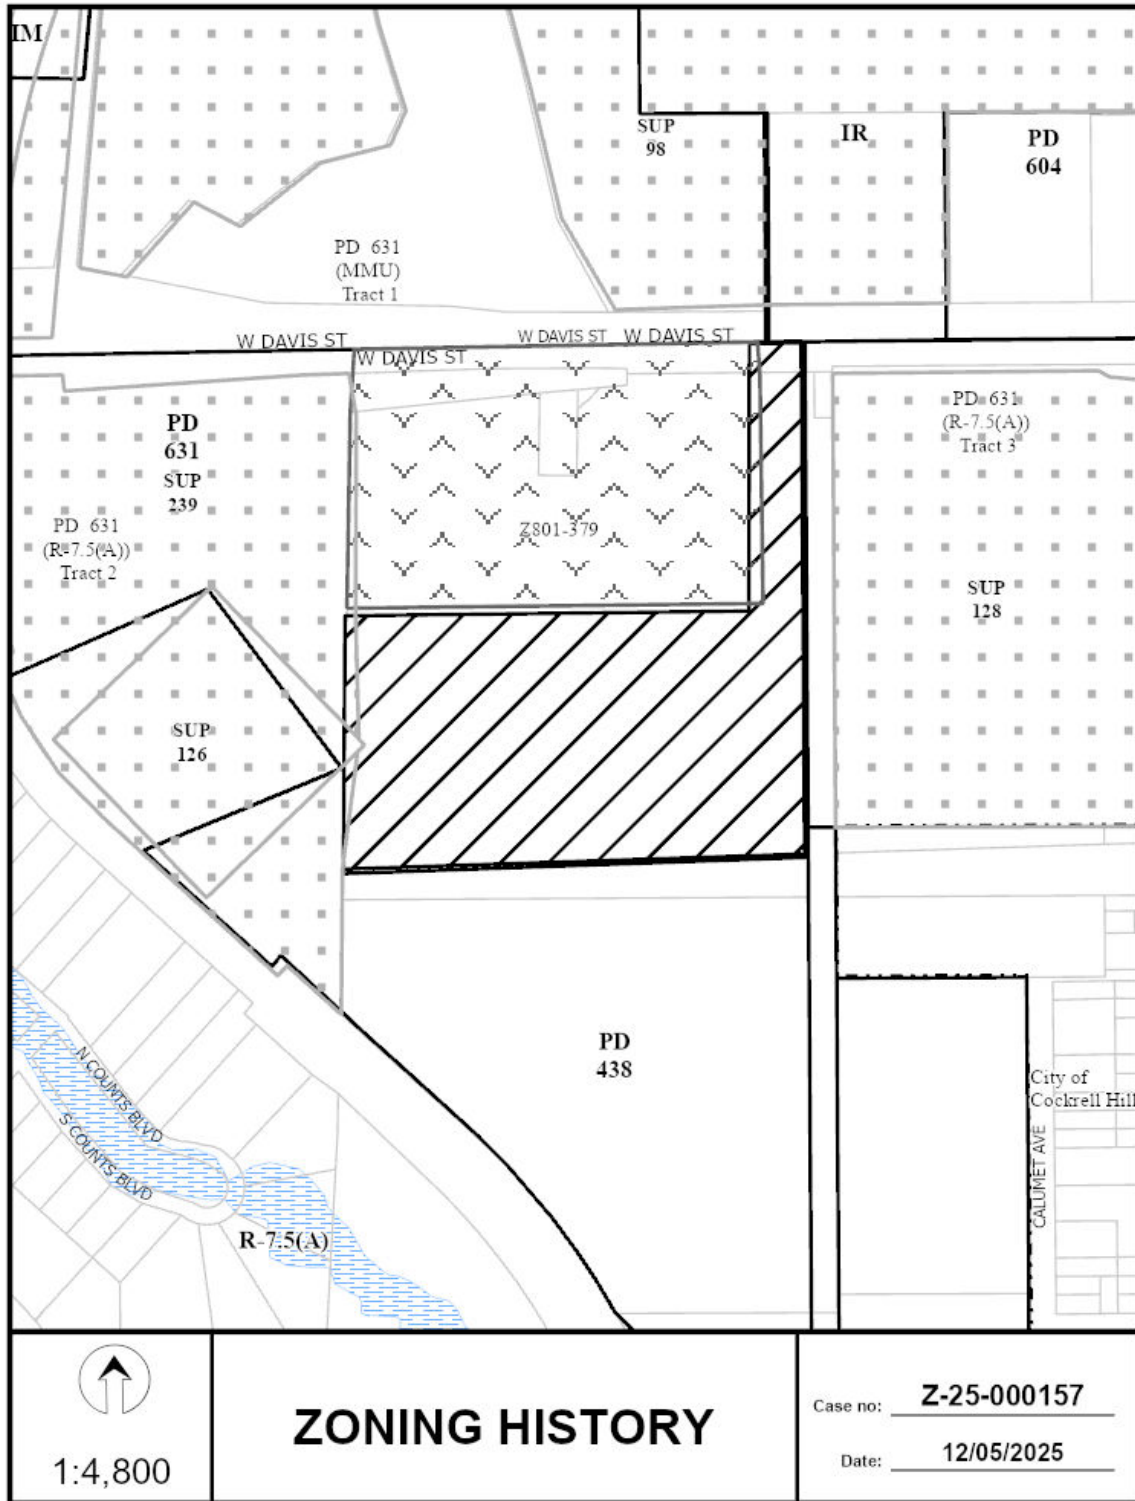 IM
SUP
98
IR
PD
604
PD 631
(MMU)
Tract 1
W DAVIS ST
W DAVIS ST
W DAVIS ST
W DAVIS ST
PD
631
SUP
239
PD 631
(R-7.5(A))
Tract 3
PD 631
(R-7.5(A))
Tract 2
Z801-379
SUP
128
SUP
126
PD
438
N COUNTS BLVD
S COUNTS BLVD
City of
Cockrell Hill
CALUMET AVE
R-7.5(A)
1:4,800
ZONING HISTORY
Case no: Z-25-000157
Date: 12/05/2025